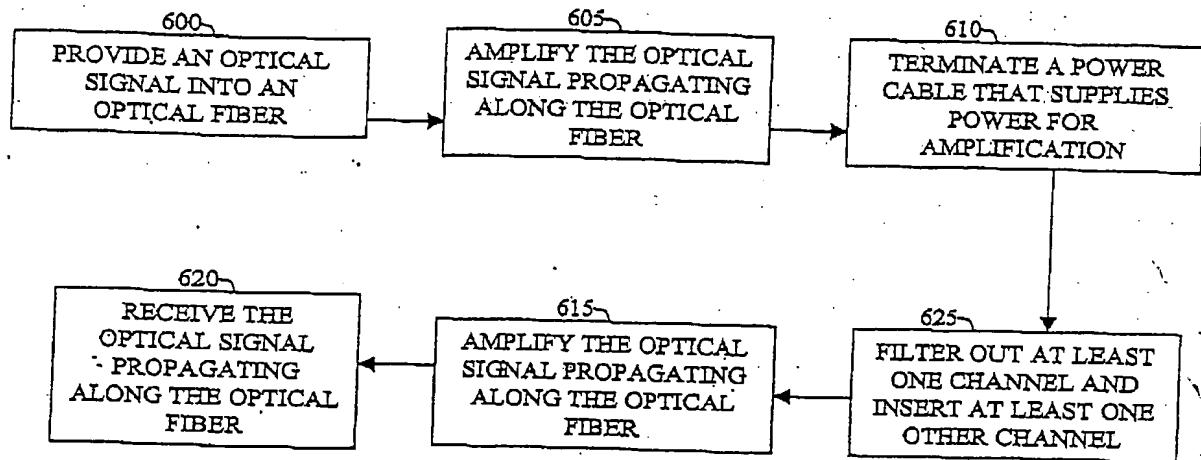 600
PROVIDE AN OPTICAL
SIGNAL INTO AN
OPTICAL FIBER
605
AMPLIFY THE OPTICAL
SIGNAL PROPAGATING
ALONG THE OPTICAL
FIBER
610
TERMINATE A POWER
CABLE THAT SUPPLIES
POWER FOR
AMPLIFICATION
620
RECEIVE THE
OPTICAL SIGNAL
PROPAGATING
ALONG THE OPTICAL
FIBER
615
AMPLIFY THE OPTICAL
SIGNAL PROPAGATING
ALONG THE OPTICAL
FIBER
625
FILTER OUT AT LEAST
ONE CHANNEL AND
INSERT AT LEAST ONE
OTHER CHANNEL